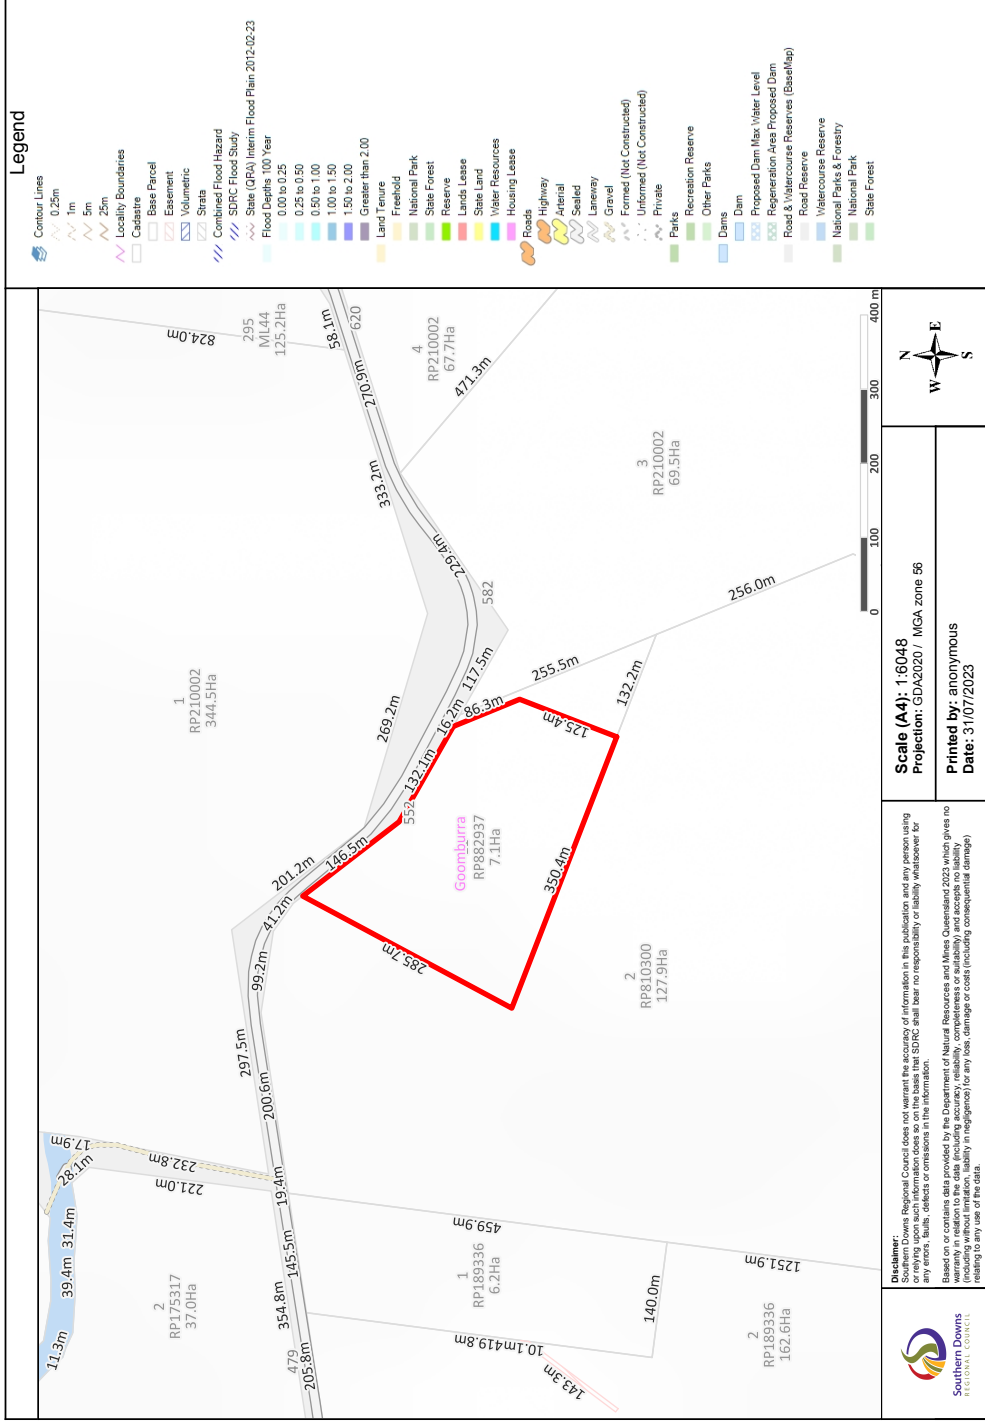 Legend
Contour Lines
0.25m
1m
5m
25m
Locality Boundaries
Cadastre
Base Parcel
Easement
Volumetric
Strata
Combined Flood Hazard
SDRC Flood Study
State (QRA) Interim Flood Plain 2012-02-23
Flood Depths 100 Year
0.00 to 0.25
0.25 to 0.50
0.50 to 1.00
1.00 to 1.50
1.50 to 2.00
Greater than 2.00
Land Tenure
Freehold
National Park
State Forest
Reserve
Lands Lease
State Land
Water Resources
Housing Lease
Roads
Highway
Arterial
Sealed
Laneway
Gravel
Formed (Not Constructed)
Unformed (Not Constructed)
Private
Parks
Recreation Reserve
Other Parks
Dams
Dam
Proposed Dam Max Water Level
Regeneration Area Proposed Dam
Road & Watercourse Reserves (BaseMap)
Road Reserve
Watercourse Reserve
National Parks & Forestry
National Park
State Forest
11.3m
39.4m
31.4m
28.1m
17.9m
232.8m
221.0m
2
RP175317
37.0Ha
479
354.8m
205.8m
145.5m
19.4m
200.6m
297.5m
99.2m
41.2m
201.2m
146.5m
1
RP210002
344.5Ha
269.2m
552
132.1m
16.2m
86.3m
117.5m
582
229.4m
333.2m
270.9m
58.1m
620
824.0m
295
ML44
125.2Ha
4
RP210002
67.7Ha
471.3m
3
RP210002
69.5Ha
Goomburra
RP882937
7.1Ha
285.7m
350.4m
125.4m
255.5m
132.2m
256.0m
2
RP810300
127.9Ha
459.9m
1
RP189336
6.2Ha
10.1m
419.8m
143.3m
140.0m
1251.9m
2
RP189336
162.6Ha
0
100
200
300
400 m
Southern Downs
REGIONAL COUNCIL
Disclaimer:
Southern Downs Regional Council does not warrant the accuracy of information in this publication and any person using
or relying upon such information does so on the basis that SDRC shall bear no responsibility or liability whatsoever for
any errors, faults, defects or omissions in the information.
Based on or contains data provided by the Department of Natural Resources and Mines Queensland 2023 which gives no
warranty in relation to the data (including accuracy, reliability, completeness or suitability) and accepts no liability
(including without limitation, liability in negligence) for any loss, damage or costs (including consequential damage)
relating to any use of the data.
Scale (A4): 1:6048
Projection: GDA2020 / MGA zone 56
Printed by: anonymous
Date: 31/07/2023
N
W
E
S